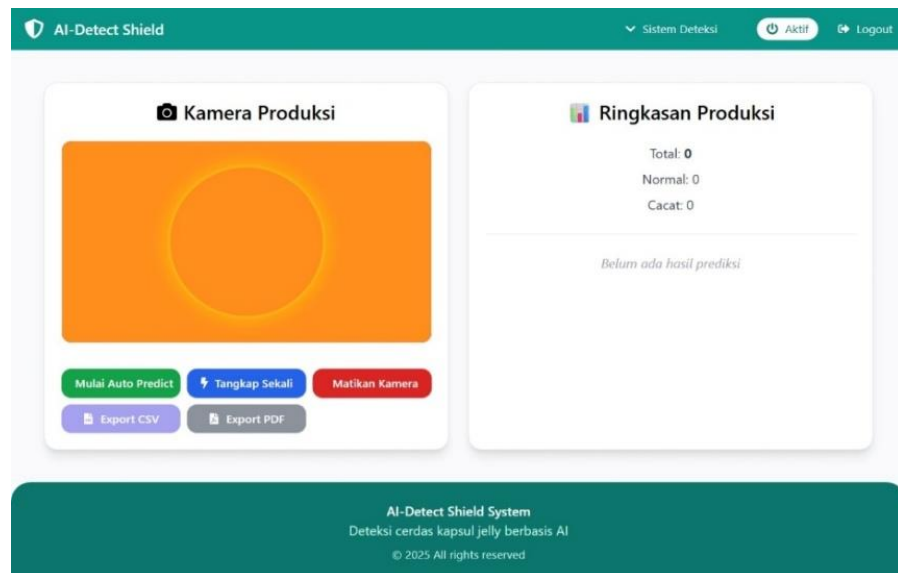 AI-Detect Shield
Sistem Deteksi
Aktif
Logout
Kamera Produksi
Mulai Auto Predict
Tangkap Sekali
Matikan Kamera
Export CSV
Export PDF
Ringkasan Produksi
Total: 0
Normal: 0
Cacat: 0
Belum ada hasil prediksi
AI-Detect Shield System
Deteksi cerdas kapsul jelly berbasis AI
© 2025 All rights reserved